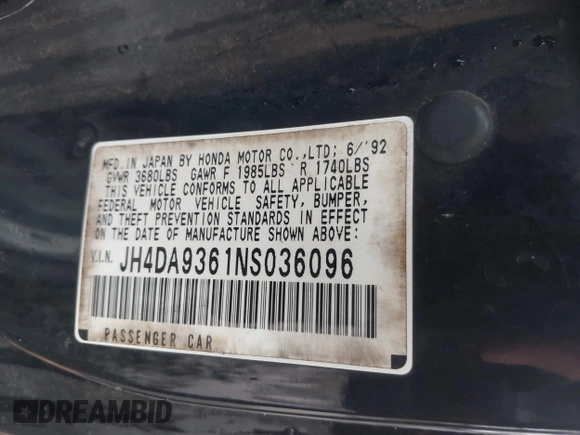 MFD.IN JAPAN BY HONDA MOTOR CO.,LTD; 6/'92
GVWR 3680LBS GAWR F 1985LBS R 1740LBS
THIS VEHICLE CONFORMS TO ALL APPLICABLE
FEDERAL MOTOR VEHICLE SAFETY, BUMPER,
AND THEFT PREVENTION STANDARDS IN EFFECT
ON THE DATE OF MANUFACTURE SHOWN ABOVE:
V.I.N. JH4DA9361NS036096
PASSENGER CAR
DREAMBID